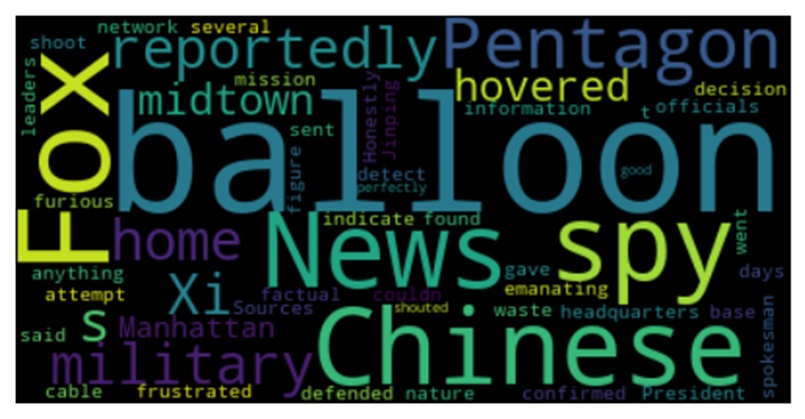 network several
shoot reportedly Pentagon
leaders Fox mission hovered decision
midtown Honestly Jinping information t officials
balloon
sent figure detect perfectly good
furious
home News indicate found spy went
anything gave days
attempt Xi Sources factual couldn emanating
said s Manhattan shouted waste headquarters base
military Chinese spokesman
cable frustrated defended nature confirmed President